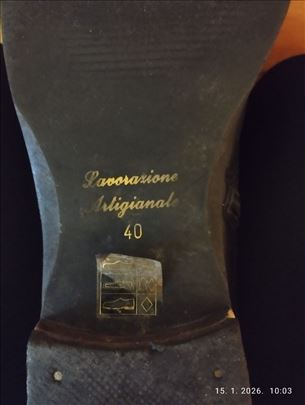 Lavorazione
Artigianale
40
15. 1. 2026. 10:03